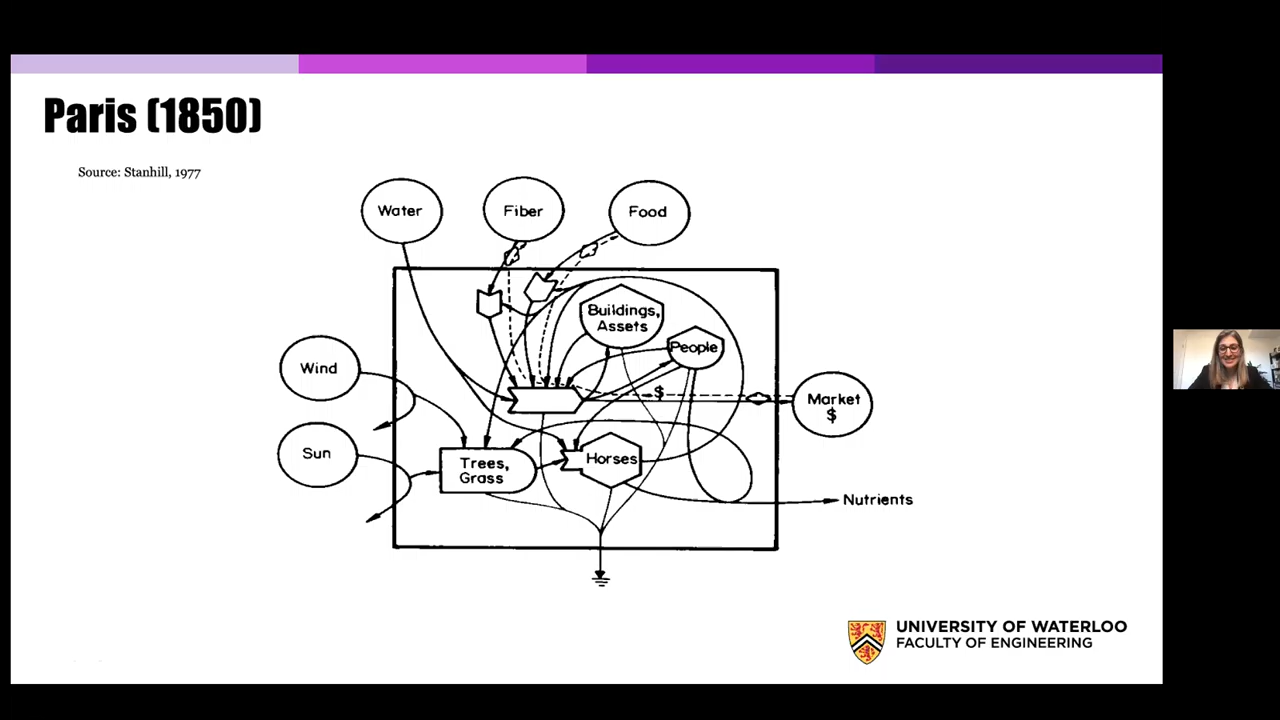 Paris (1850)
Source: Stanhill, 1977
Water
Fiber
Food
Buildings,
Assets
People
Wind
$
Market
$
Sun
Trees,
Grass
Horses
Nutrients
UNIVERSITY OF WATERLOO
FACULTY OF ENGINEERING